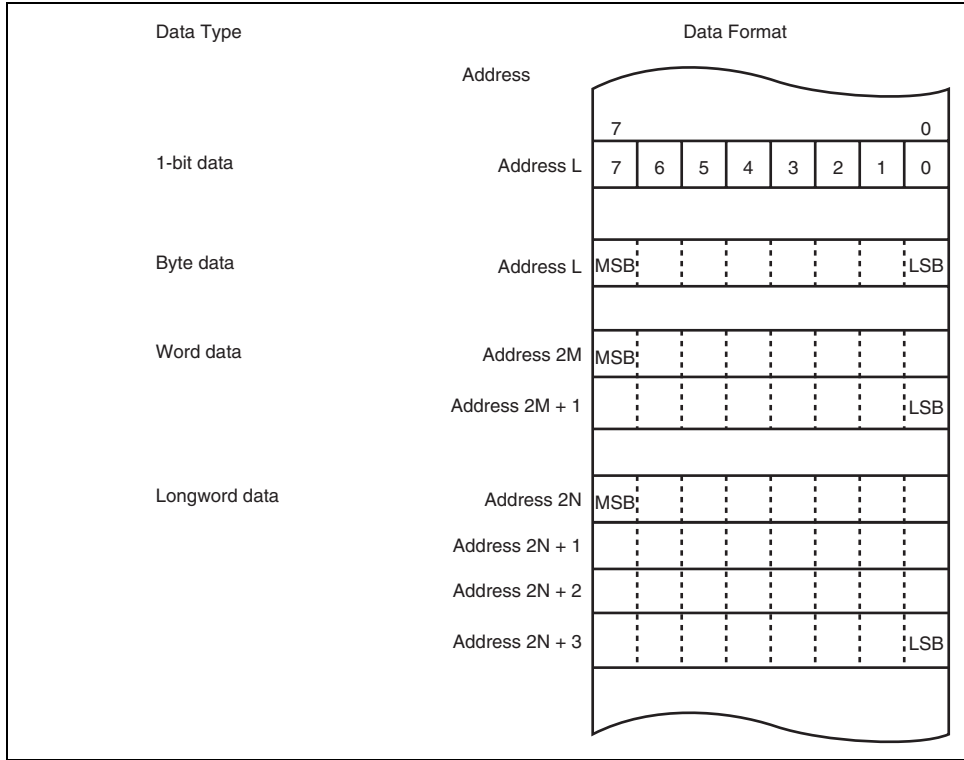 Data Type Data Format
Address
7 0
1-bit data Address L 7 6 5 4 3 2 1 0
Byte data Address L MSB LSB
Word data Address 2M MSB
Address 2M + 1 LSB
Longword data Address 2N MSB
Address 2N + 1
Address 2N + 2
Address 2N + 3 LSB